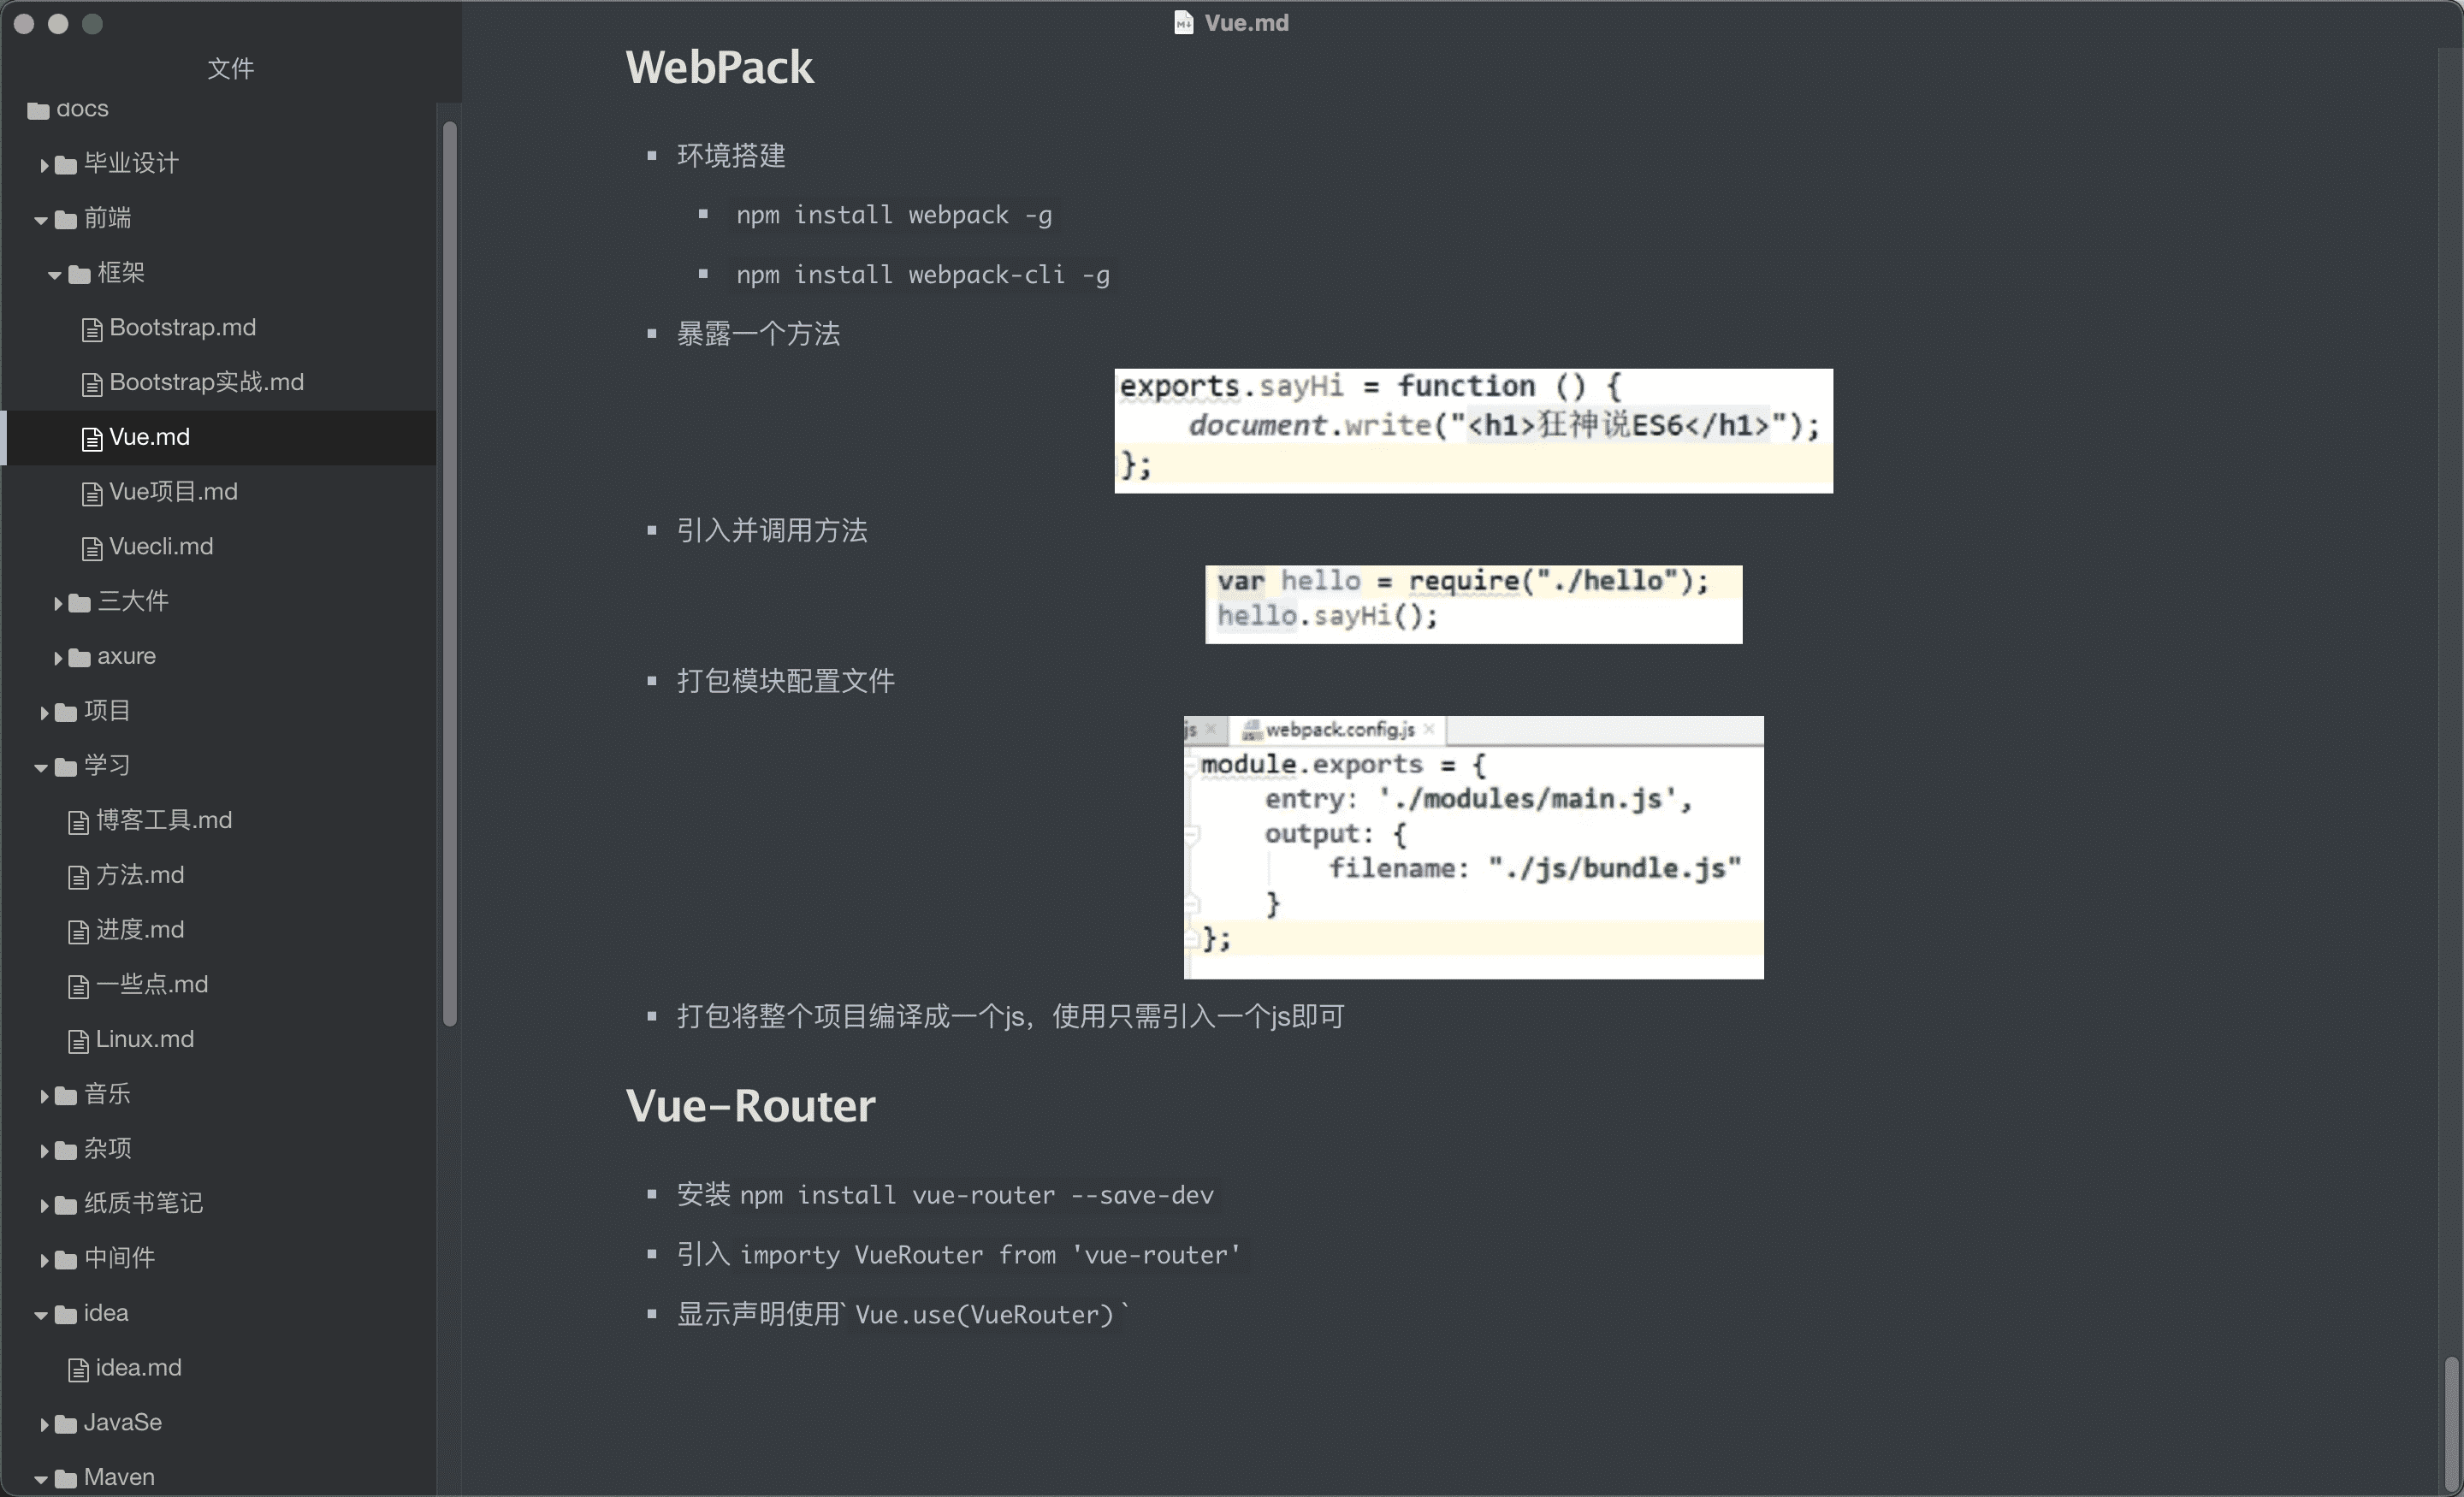 Vue.md
文件
docs
毕业设计
前端
框架
Bootstrap.md
Bootstrap实战.md
Vue.md
Vue项目.md
Vuecli.md
三大件
axure
项目
学习
博客工具.md
方法.md
进度.md
一些点.md
Linux.md
音乐
杂项
纸质书笔记
中间件
idea
idea.md
JavaSe
Maven
WebPack
环境搭建
npm install webpack -g
npm install webpack-cli -g
暴露一个方法
exports.sayHi = function () {
document.write("<h1>狂神说ES6</h1>");
};
引入并调用方法
var hello = require("./hello");
hello.sayHi();
打包模块配置文件
js × webpack.config.js ×
module.exports = {
entry: './modules/main.js',
output: {
filename: "./js/bundle.js"
}
};
打包将整个项目编译成一个js，使用只需引入一个js即可
Vue-Router
安装 npm install vue-router --save-dev
引入 importy VueRouter from 'vue-router'
显示声明使用` Vue.use(VueRouter)`